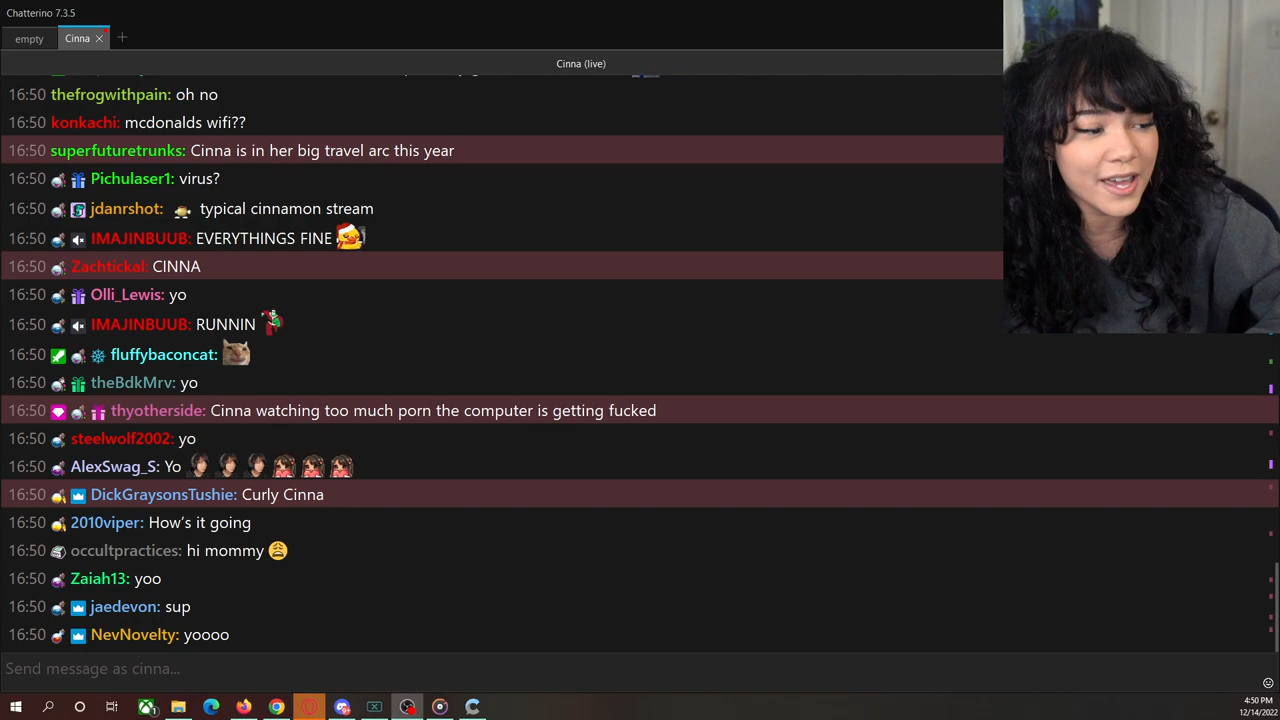 Chatterino 7.3.5
empty
Cinna
Cinna (live)
16:50 thefrogwithpain: oh no
16:50 konkachi: mcdonalds wifi??
16:50 superfuturetrunks: Cinna is in her big travel arc this year
16:50 Pichulaser1: virus?
16:50 jdanrshot: typical cinnamon stream
16:50 IMAJINBUUB: EVERYTHINGS FINE
16:50 Zachtickal: CINNA
16:50 Olli_Lewis: yo
16:50 IMAJINBUUB: RUNNIN
16:50 fluffybaconcat:
16:50 theBdkMrv: yo
16:50 thyotherside: Cinna watching too much porn the computer is getting fucked
16:50 steelwolf2002: yo
16:50 AlexSwag_S: Yo
16:50 DickGraysonsTushie: Curly Cinna
16:50 2010viper: How's it going
16:50 occultpractices: hi mommy 😩
16:50 Zaiah13: yoo
16:50 jaedevon: sup
16:50 NevNovelty: yoooo
Send message as cinna...
4:50 PM
12/14/2022